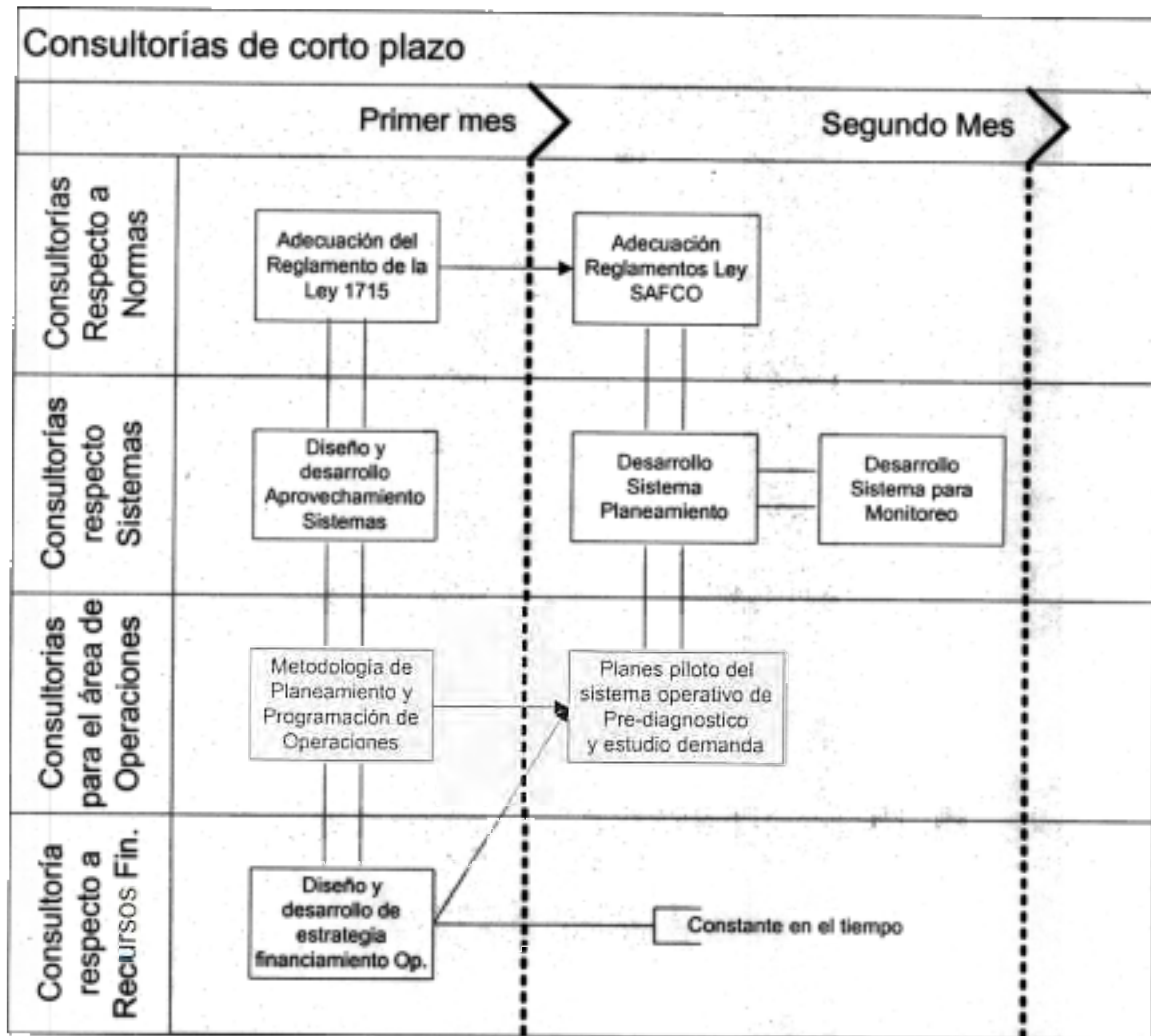 Consultorías de corto plazo
Primer mes
Segundo Mes
Consultorías
Respecto a
Normas
Adecuación del
Reglamento de la
Ley 1715
Adecuación
Reglamentos Ley
SAFCO
Consultorías
respecto
Sistemas
Diseño y
desarrollo
Aprovechamiento
Sistemas
Desarrollo
Sistema
Planeamiento
Desarrollo
Sistema para
Monitoreo
Consultorias
para el área de
Operaciones
Metodología de
Planeamiento y
Programación de
Operaciones
Planes piloto del
sistema operativo de
Pre-diagnostico
y estudio demanda
Consultoría
respecto a
Recursos Fin.
Diseño y
desarrollo de
estrategia
financiamiento Op.
Constante en el tiempo